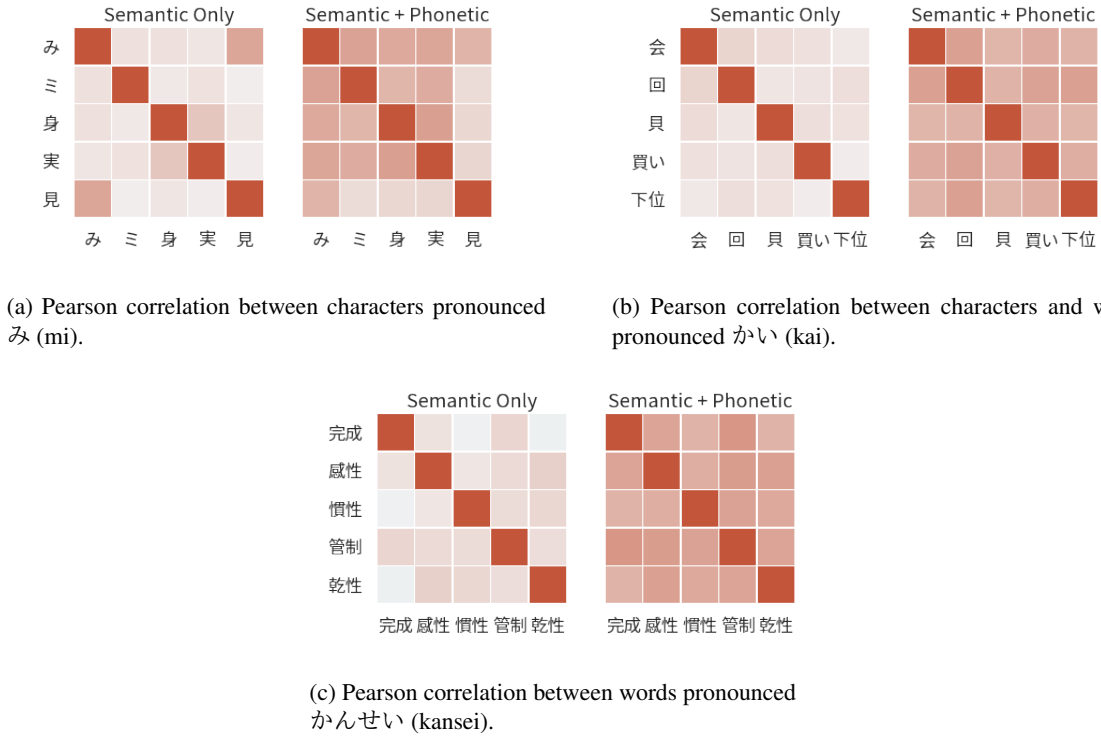 Semantic Only
Semantic + Phonetic
み
ミ
身
実
見
み ミ 身 実 見
み ミ 身 実 見
(a) Pearson correlation between characters pronounced
み (mi).
Semantic Only
Semantic + Phonetic
会
回
貝
買い
下位
会 回 貝 買い 下位
会 回 貝 買い 下位
(b) Pearson correlation between characters and w
pronounced かい (kai).
Semantic Only
Semantic + Phonetic
完成
感性
慣性
管制
乾性
完成 感性 慣性 管制 乾性
完成 感性 慣性 管制 乾性
(c) Pearson correlation between words pronounced
かんせい (kansei).